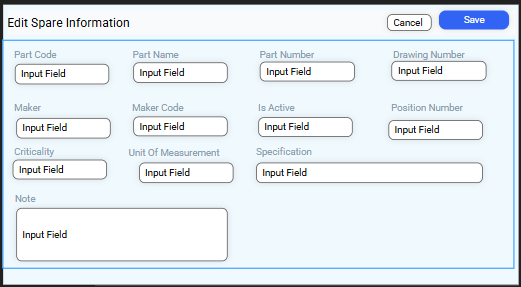 Edit Spare Information
Cancel
Save
Part Code
Part Name
Part Number
Drawing Number
Input Field
Input Field
Input Field
Input Field
Maker
Maker Code
Is Active
Position Number
Input Field
Input Field
Input Field
Input Field
Criticality
Unit Of Measurement
Specification
Input Field
Input Field
Input Field
Note
Input Field